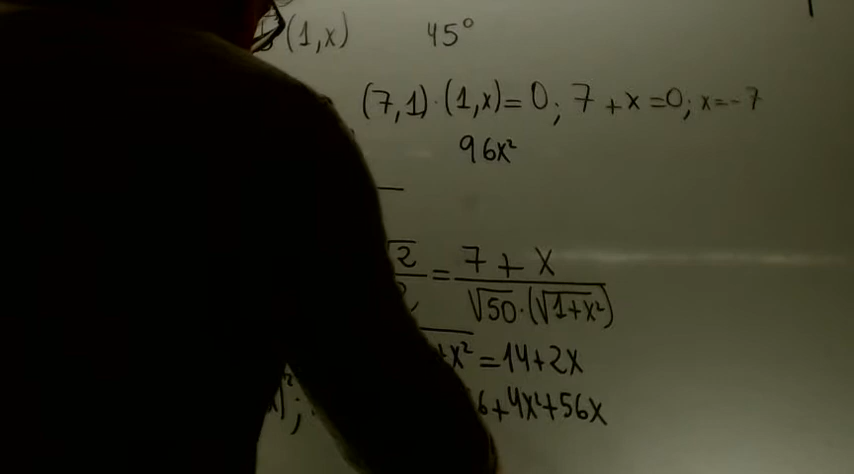 (1,x) 45°
(7,1)·(1,x)=0; 7+x=0; x=-7
96x²
√2 = 7+x
√50·(√1+x²)
x²=14+2x
6+4x²+56x